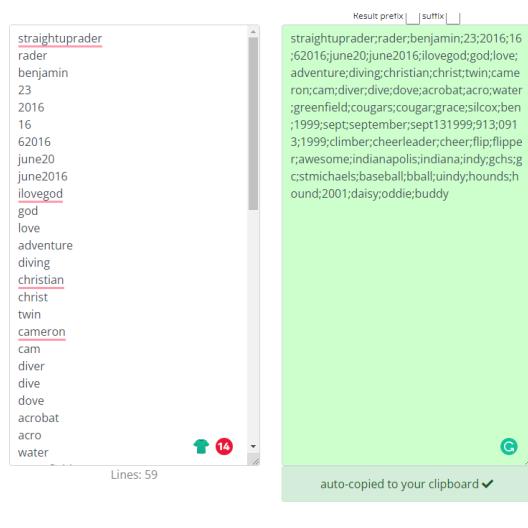 Result prefix suffix
straightuprader
rader
benjamin
23
2016
16
62016
june20
june2016
ilovegod
god
love
adventure
diving
christian
christ
twin
cameron
cam
diver
dive
dove
acrobat
acro
water
14
Lines: 59
straightuprader;rader;benjamin;23;2016;16
;62016;june20;june2016;ilovegod;god;love;
adventure;diving;christian;christ;twin;came
ron;cam;diver;dive;dove;acrobat;acro;water
;greenfield;cougars;cougar;grace;silcox;ben
;1999;sept;september;sept131999;913;091
3;1999;climber;cheerleader;cheer;flip;flippe
r;awesome;indianapolis;indiana;indy;gchs;g
c;stmichaels;baseball;bball;uindy;hounds;h
ound;2001;daisy;oddie;buddy
auto-copied to your clipboard